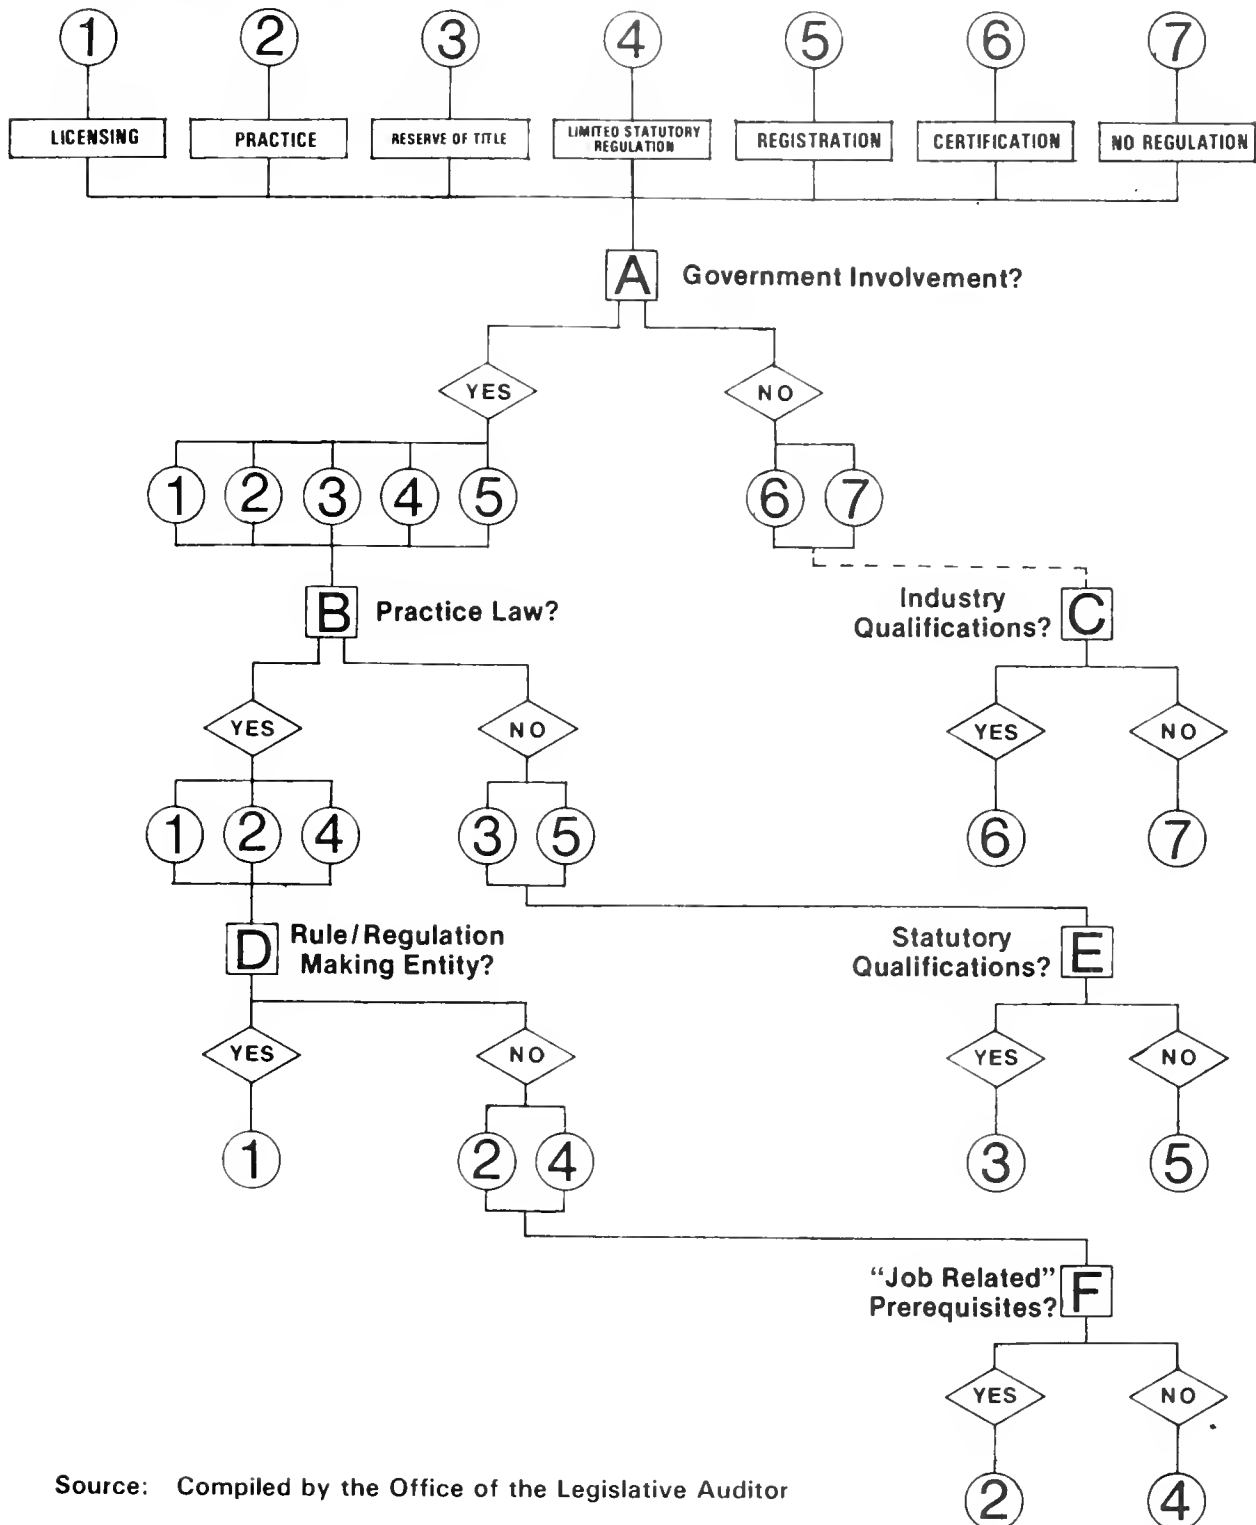 1 2 3 4 5 6 7
LICENSING PRACTICE RESERVE OF TITLE LIMITED STATUTORY REGULATION REGISTRATION CERTIFICATION NO REGULATION
A Government Involvement?
YES NO
1 2 3 4 5 6 7
B Practice Law?
Industry
Qualifications? C
YES NO YES NO
1 2 4 3 5 6 7
D Rule/Regulation
Making Entity?
Statutory
Qualifications? E
YES NO YES NO
1 2 4 3 5
“Job Related”
Prerequisites? F
YES NO
2 4
Source: Compiled by the Office of the Legislative Auditor